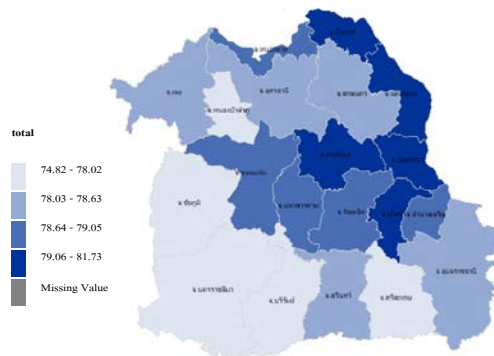 จ.หนองคาย
จ.เลย
จ.อุดรธานี
จ.สกลนคร
จ.นครพนม
จ.หนองบัวลำภู
total
74.82 - 78.02
จ.กาฬสินธุ์
จ.มุกดาหาร
จ.ขอนแก่น
78.03 - 78.63
จ.ชัยภูมิ
จ.มหาสารคาม
จ.ร้อยเอ็ด
จ.ยโสธร
จ.อำนาจเจริญ
78.64 - 79.05
จ.อุบลราชธานี
79.06 - 81.73
Missing Value
จ.นครราชสีมา
จ.บุรีรัมย์
จ.สุรินทร์
จ.ศรีสะเกษ